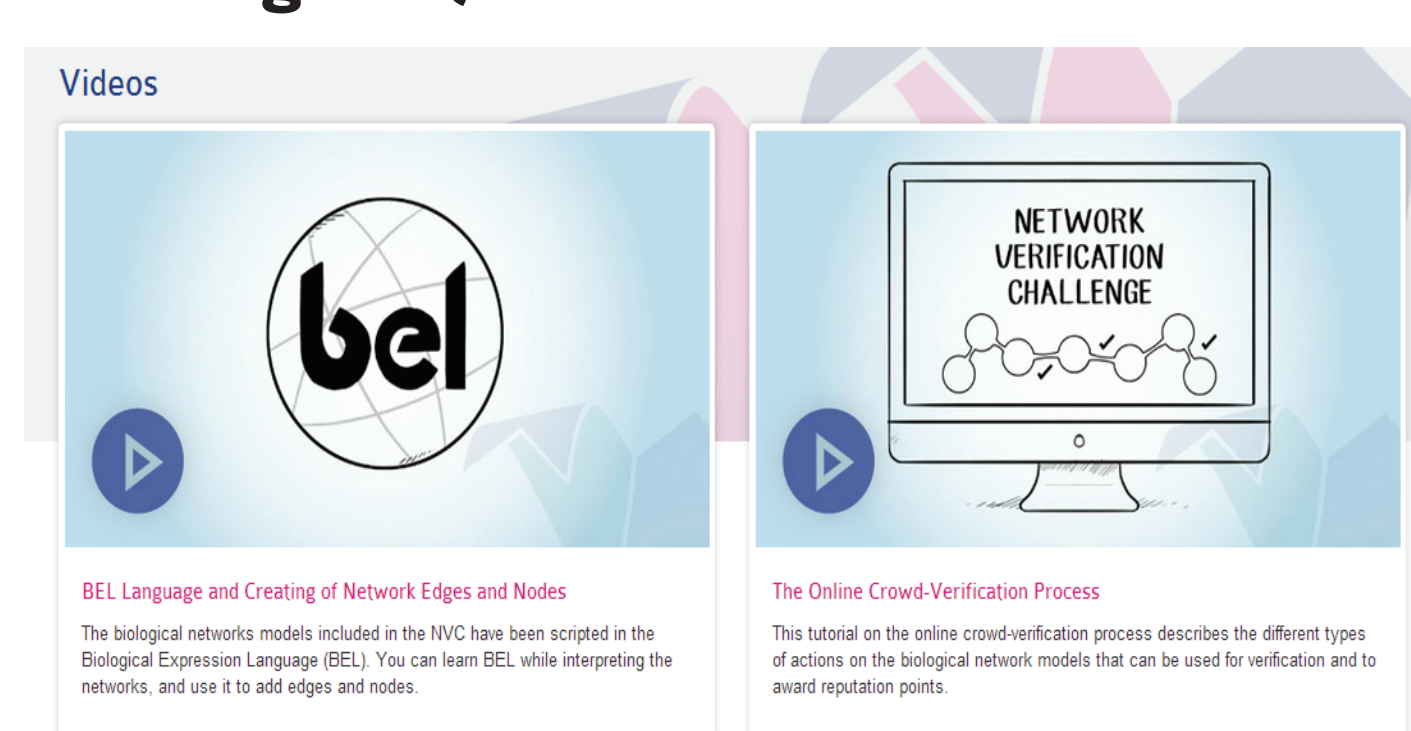 Videos
bel
BEL Language and Creating of Network Edges and Nodes
The biological networks models included in the NVC have been scripted in the
Biological Expression Language (BEL). You can learn BEL while interpreting the
networks, and use it to add edges and nodes.
NETWORK
VERIFICATION
CHALLENGE
The Online Crowd-Verification Process
This tutorial on the online crowd-verification process describes the different types
of actions on the biological network models that can be used for verification and to
award reputation points.